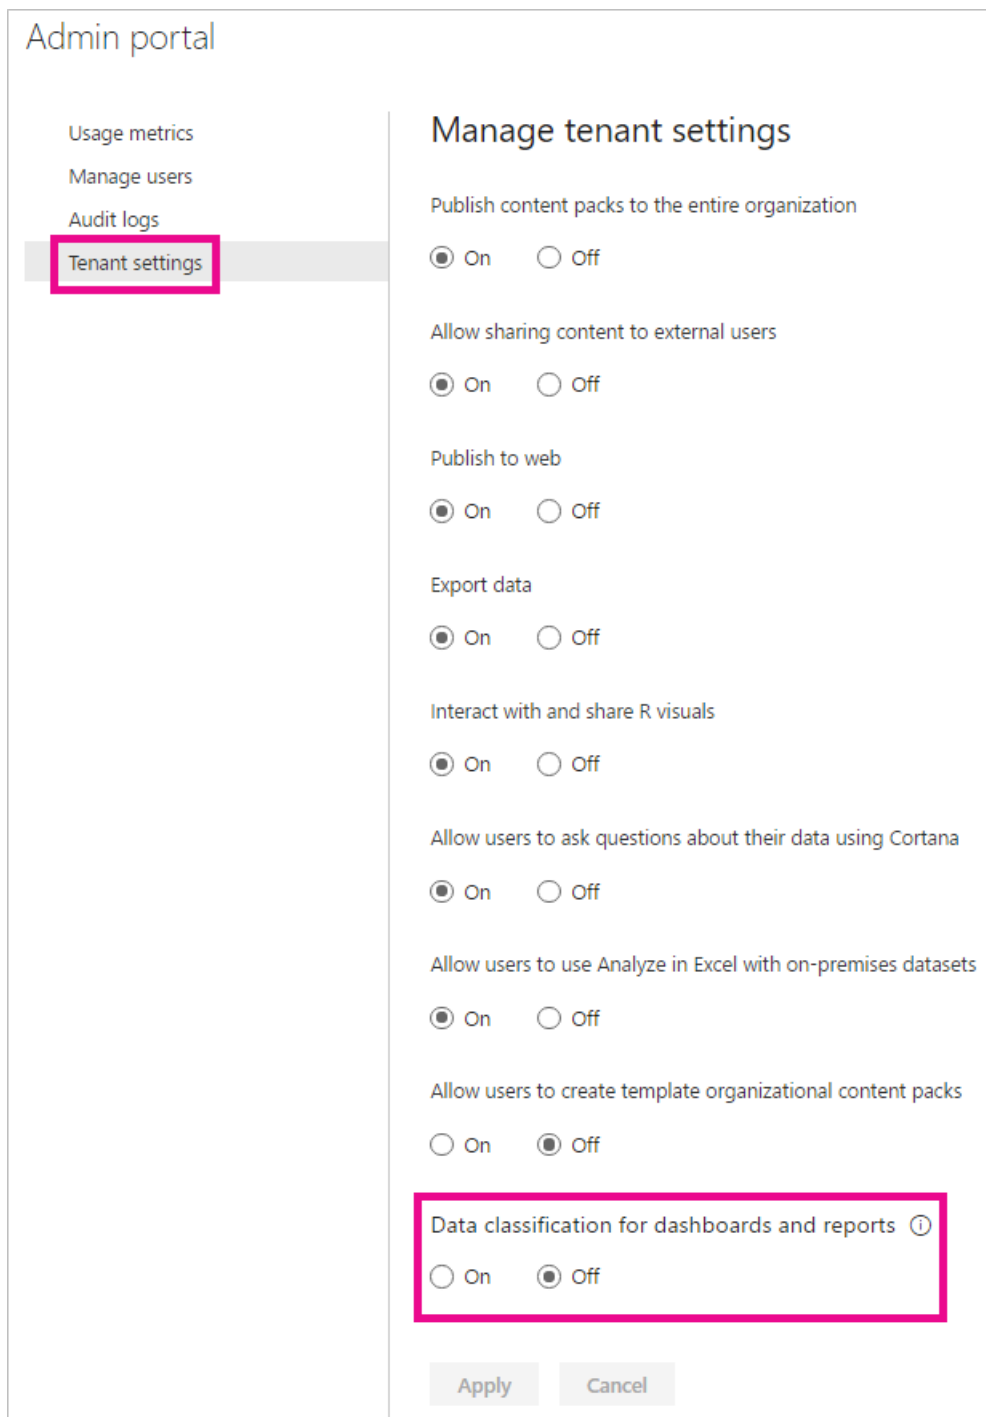 Admin portal
Usage metrics
Manage users
Audit logs
Tenant settings
Manage tenant settings
Publish content packs to the entire organization
On Off
Allow sharing content to external users
On Off
Publish to web
On Off
Export data
On Off
Interact with and share R visuals
On Off
Allow users to ask questions about their data using Cortana
On Off
Allow users to use Analyze in Excel with on-premises datasets
On Off
Allow users to create template organizational content packs
On Off
Data classification for dashboards and reports
On Off
Apply Cancel